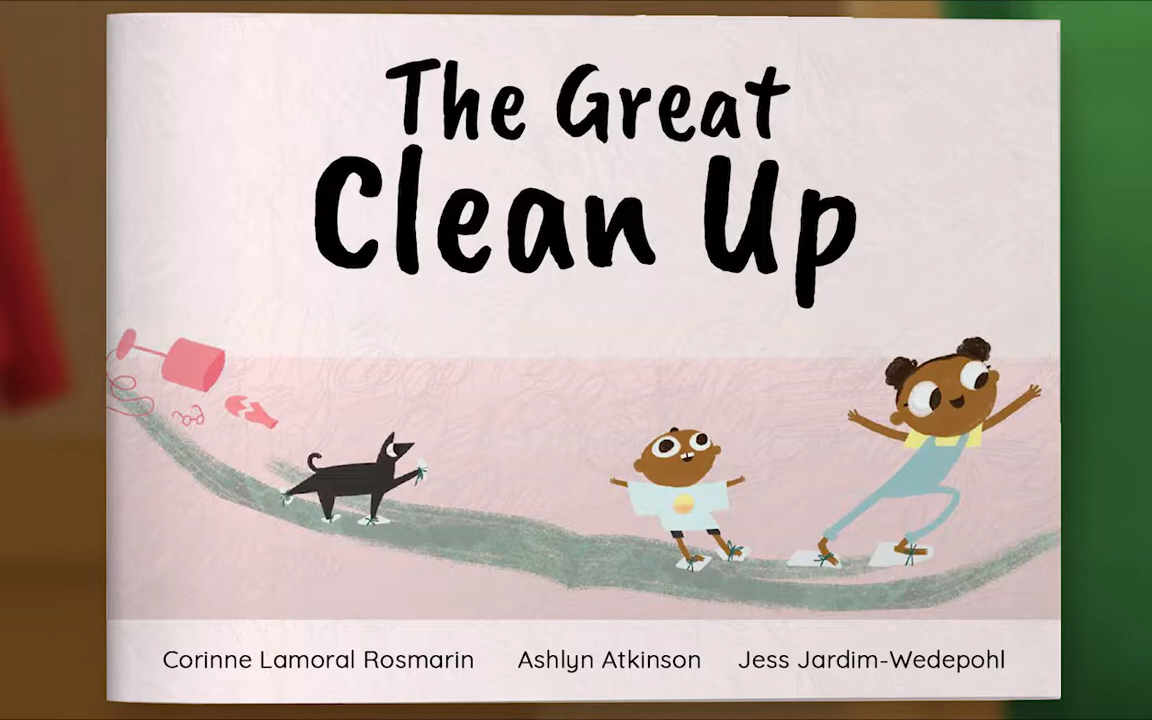 The Great
Clean Up
Corinne Lamoral Rosmarin Ashlyn Atkinson Jess Jardim-Wedepohl